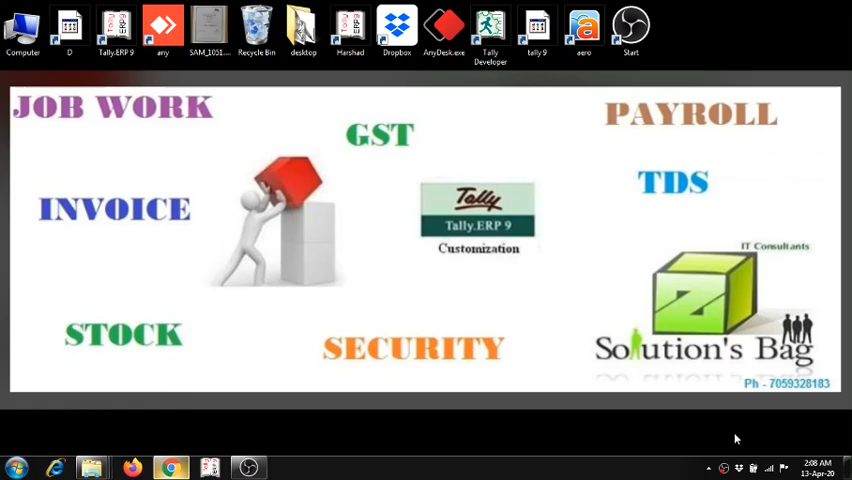 Computer
D
Tally.ERP 9
any
SAM_1051...
Recycle Bin
desktop
Harshad
Dropbox
AnyDesk.exe
Tally Developer
tally 9
aero
Start
JOB WORK
GST
PAYROLL
TDS
INVOICE
Tally
Tally.ERP 9
Customization
IT Consultants
Z
Solution's Bag
STOCK
SECURITY
Ph - 7059328183
2:08 AM
13-Apr-20